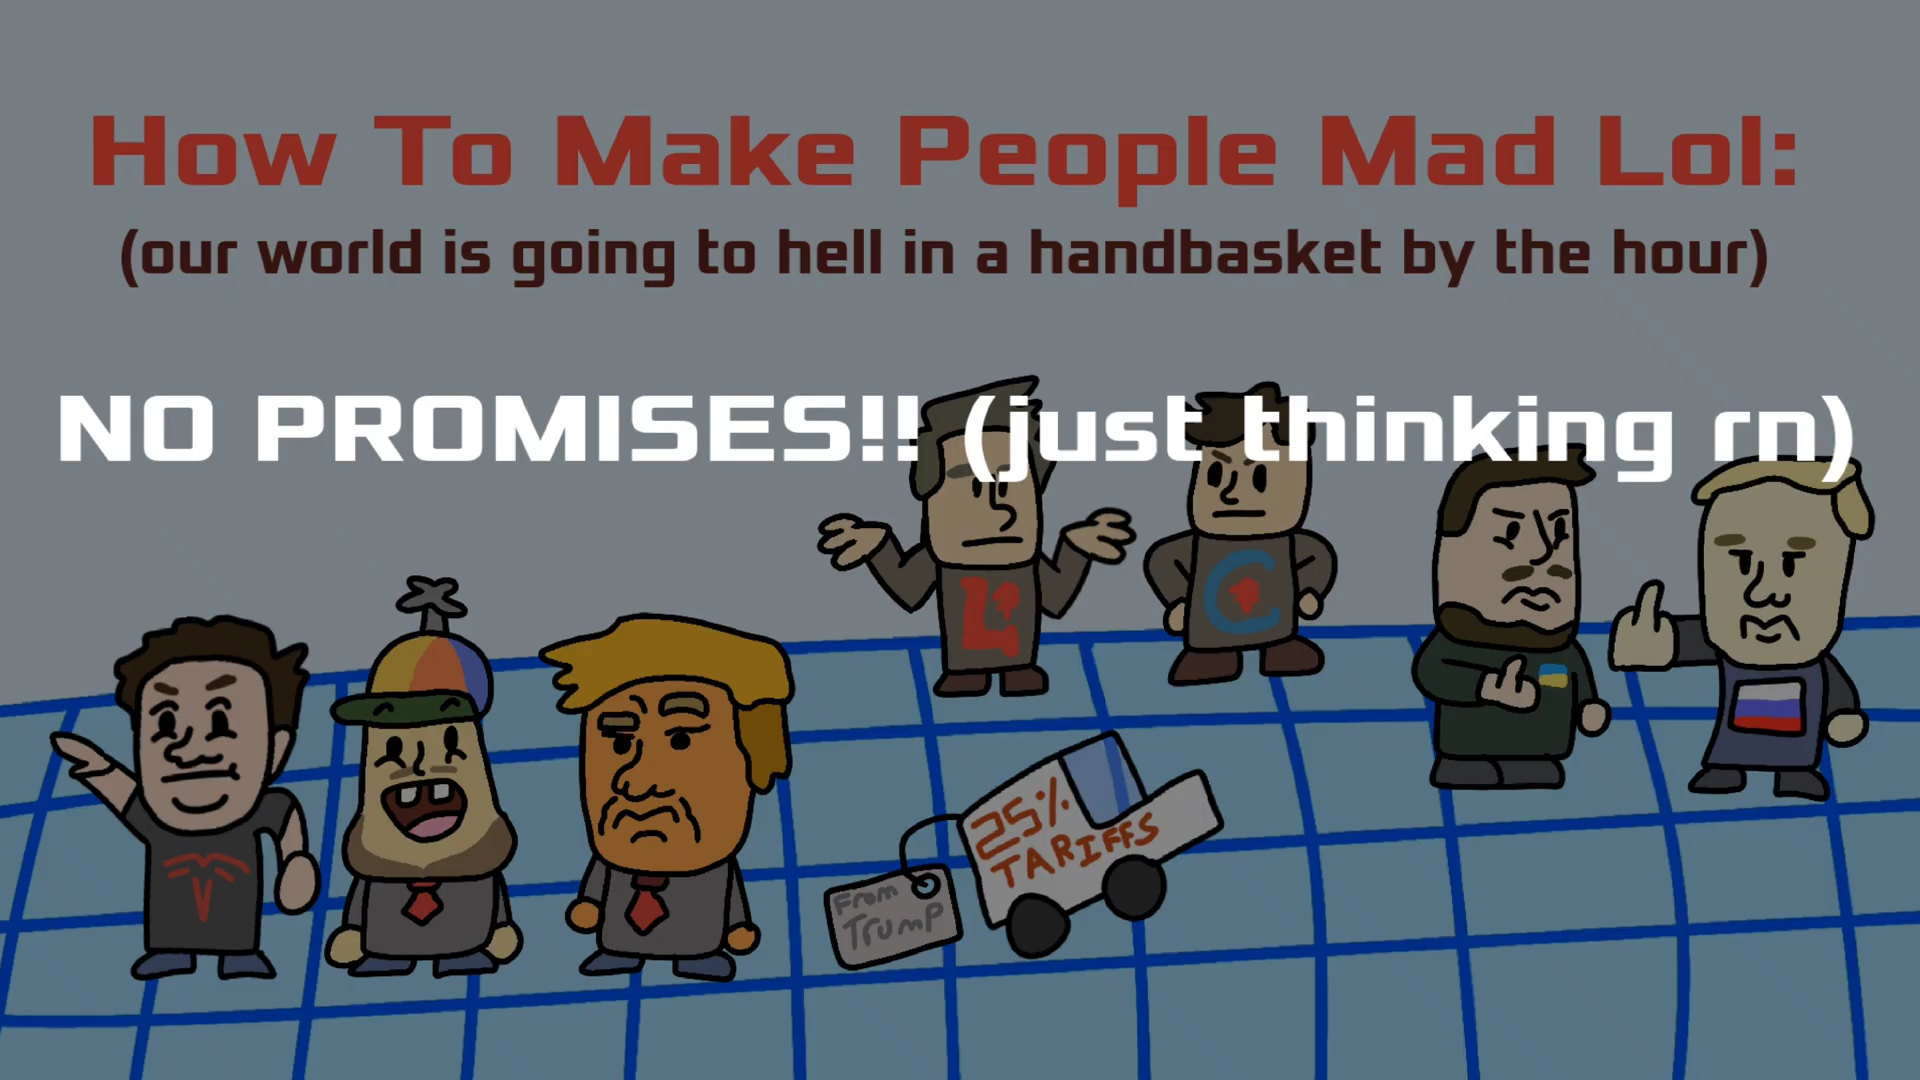 How To Make People Mad Lol:
(our world is going to hell in a handbasket by the hour)
NO PROMISES!! (just thinking rn)
L
C
25%
TARIFFS
From
Trump